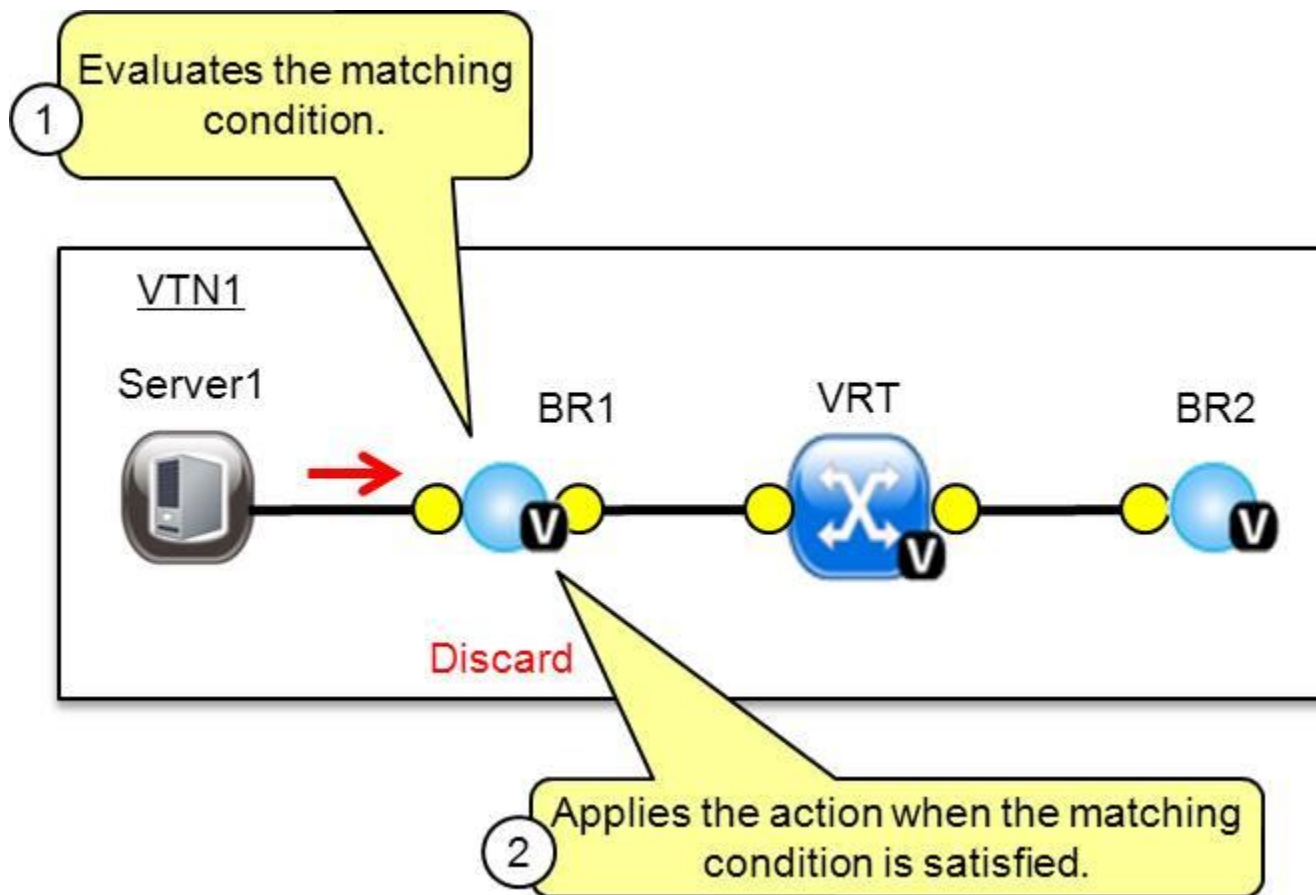 Evaluates the matching
condition.
1
VTN1
Server1
BR1
VRT
BR2
V
V
V
Discard
Applies the action when the matching
condition is satisfied.
2